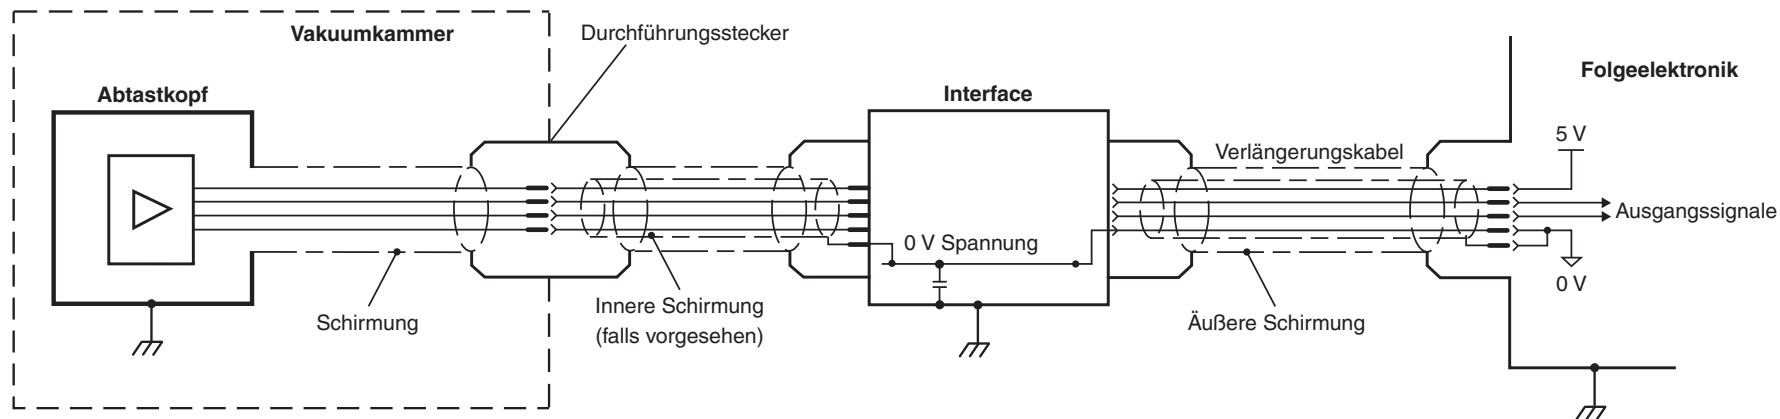 Vakuumkammer
Durchführungsstecker
Folgeelektronik
Abtastkopf
Interface
5 V
Verlängerungskabel
Ausgangssignale
0 V Spannung
0 V
Innere Schirmung
(falls vorgesehen)
Schirmung
Äußere Schirmung